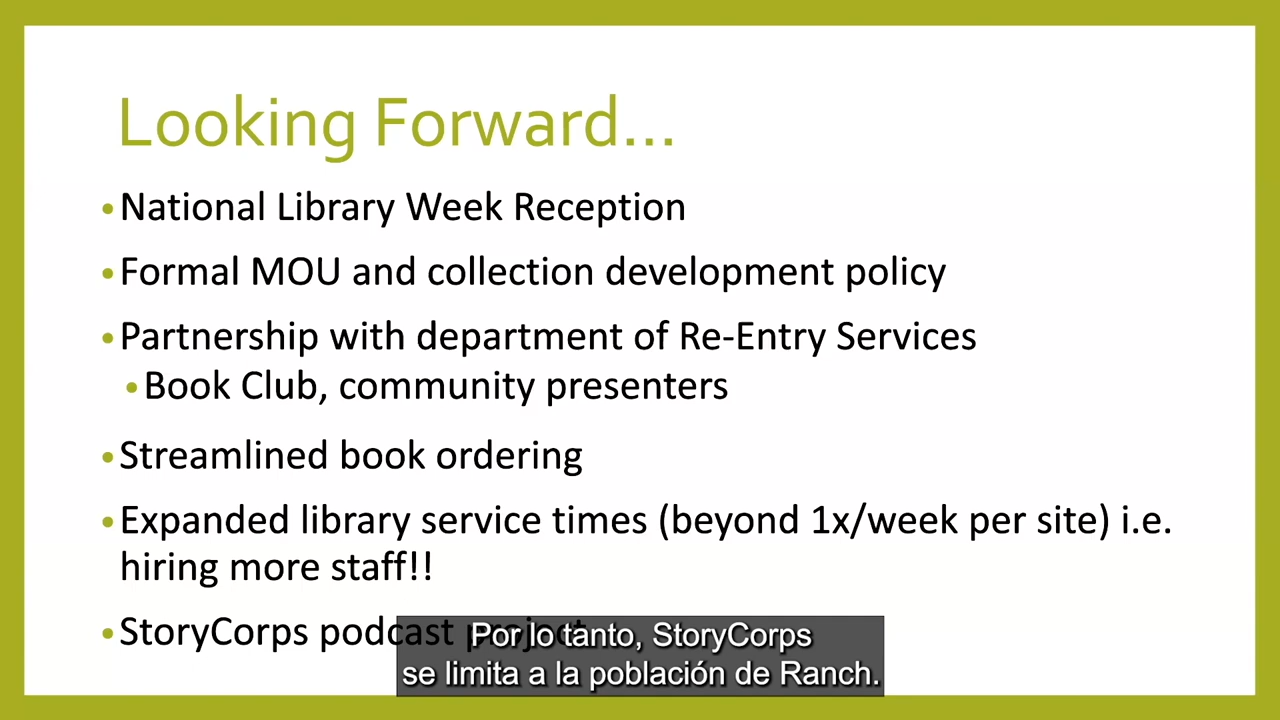 Looking Forward...
•National Library Week Reception
•Formal MOU and collection development policy
•Partnership with department of Re-Entry Services
•Book Club, community presenters
•Streamlined book ordering
•Expanded library service times (beyond 1x/week per site) i.e.
hiring more staff!!
•StoryCorps podcast project
Por lo tanto, StoryCorps
se limita a la población de Ranch.